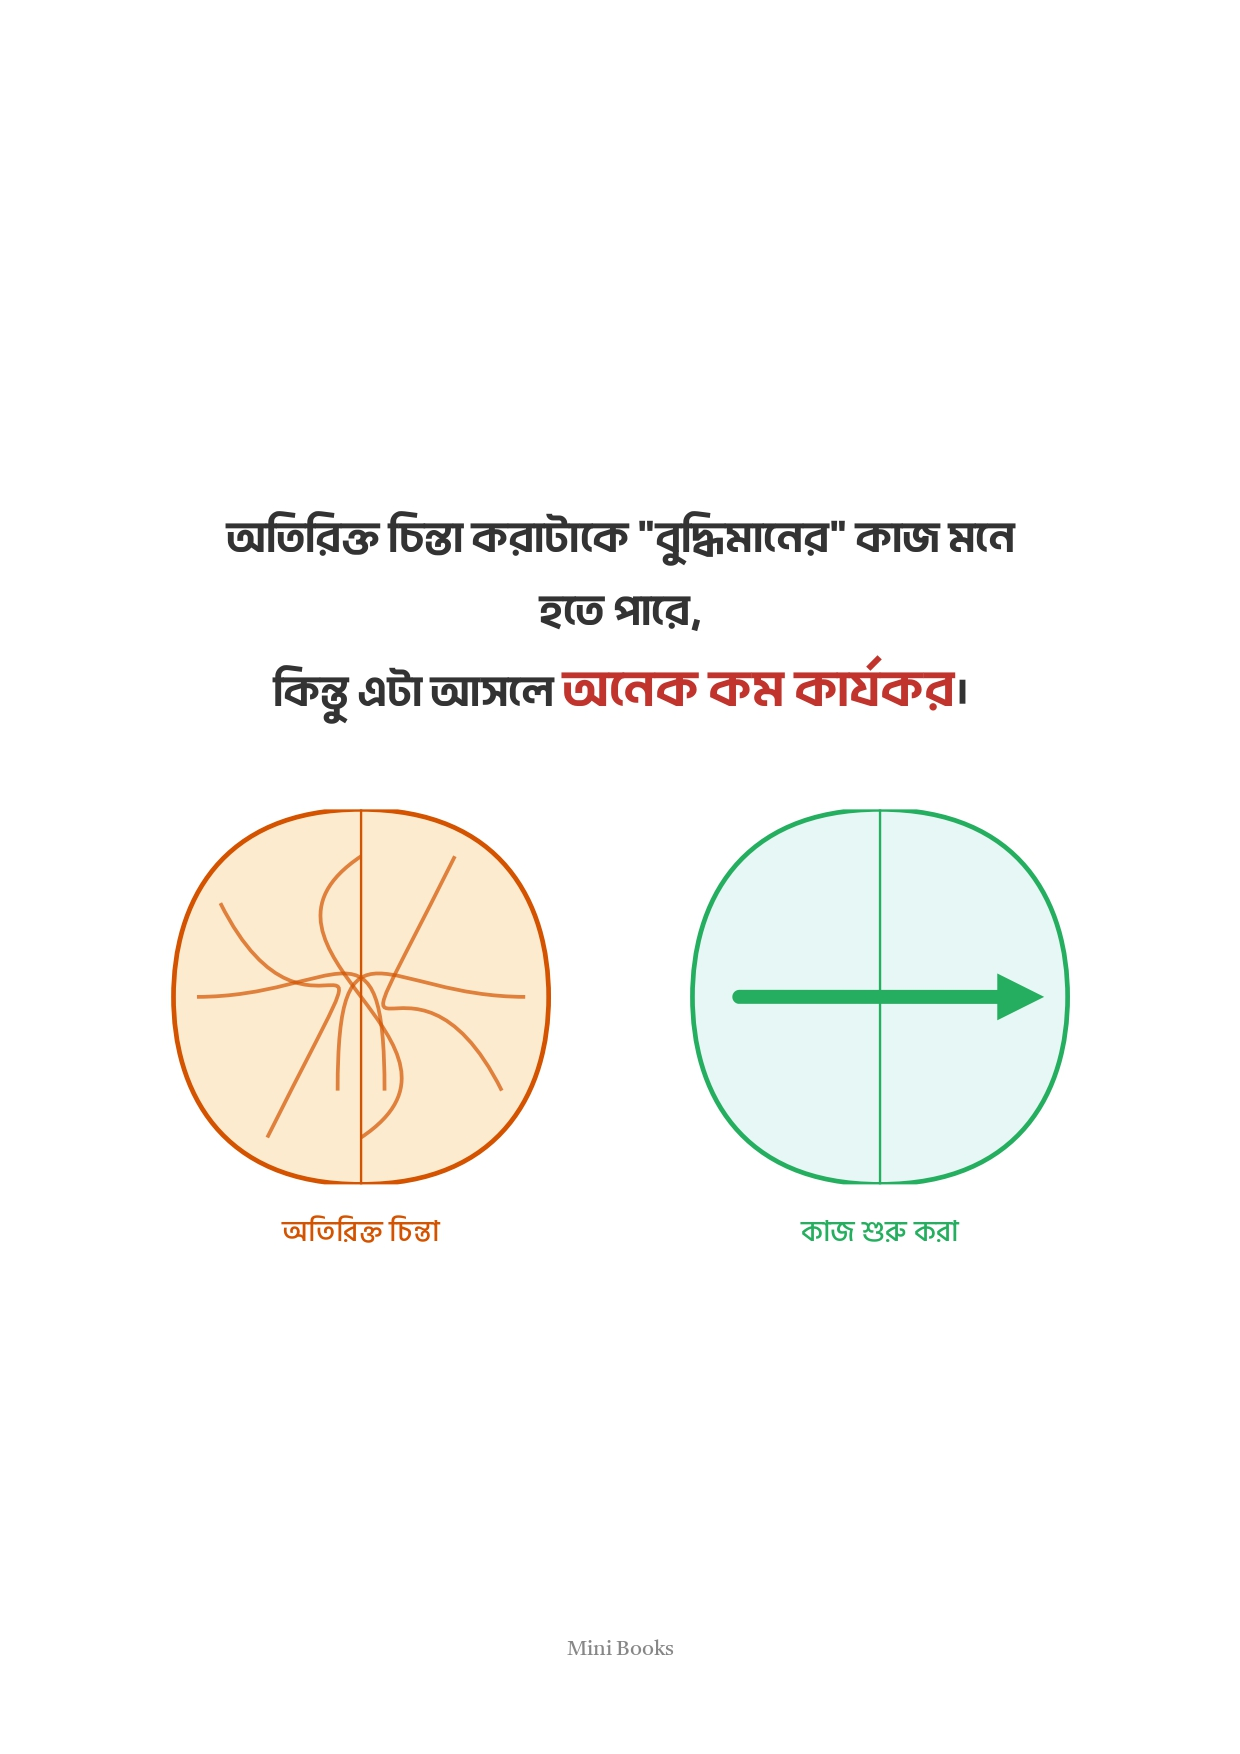 অতিরিক্ত চিন্তা করাটাকে "বুদ্ধিমানের" কাজ মনে
হতে পারে,
কিন্তু এটা আসলে অনেক কম কার্যকর।
অতিরিক্ত চিন্তা
কাজ শুরু করা
Mini Books